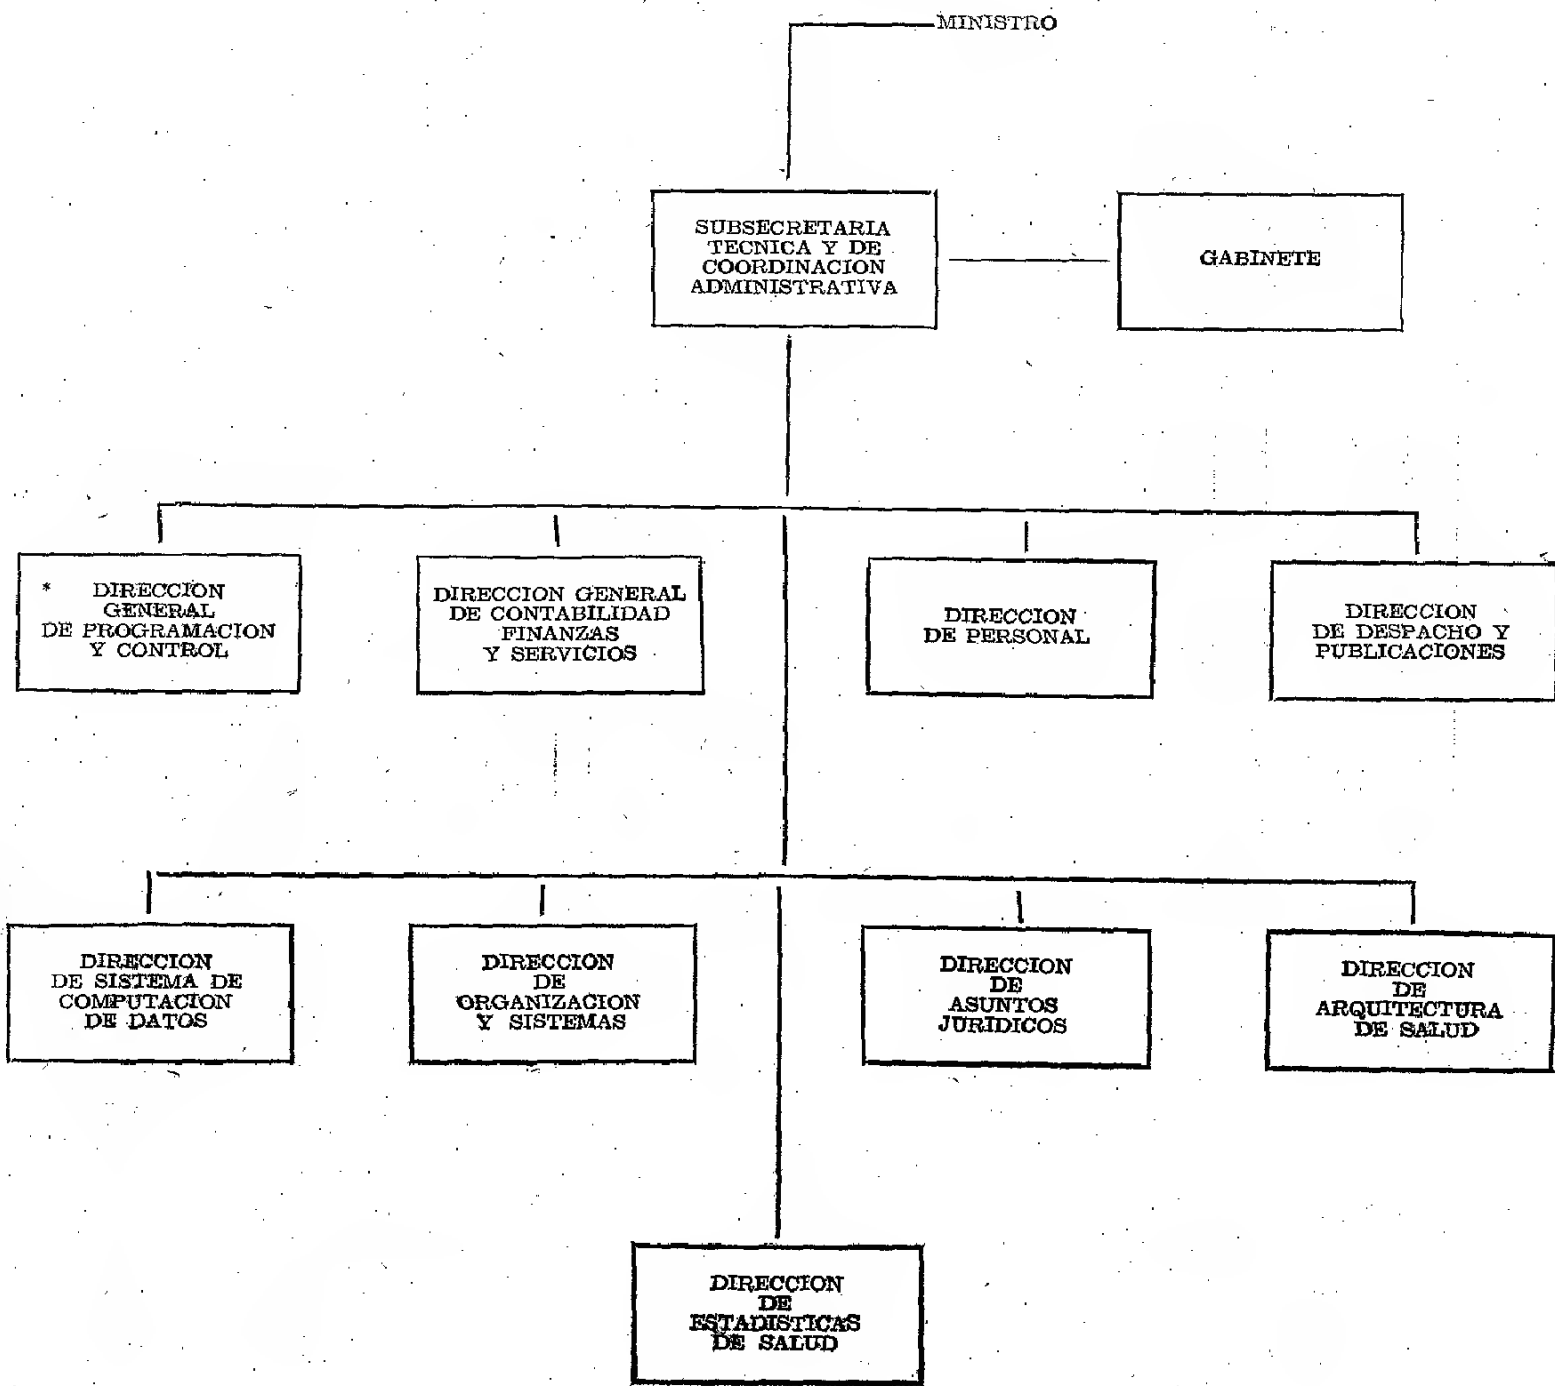 MINISTRO
SUBSECRETARIA
TECNICA Y DE
COORDINACION
ADMINISTRATIVA
GABINETE
* DIRECCION
GENERAL
DE PROGRAMACION
Y CONTROL
DIRECCION GENERAL
DE CONTABILIDAD
FINANZAS
Y SERVICIOS
DIRECCION
DE PERSONAL
DIRECCION
DE DESPACHO Y
PUBLICACIONES
DIRECCION
DE SISTEMA DE
COMPUTACION
DE DATOS
DIRECCION
DE
ORGANIZACION
Y SISTEMAS
DIRECCION
DE
ASUNTOS
JURIDICOS
DIRECCION
DE
ARQUITECTURA
DE SALUD
DIRECCION
DE
ESTADISTICAS
DE SALUD